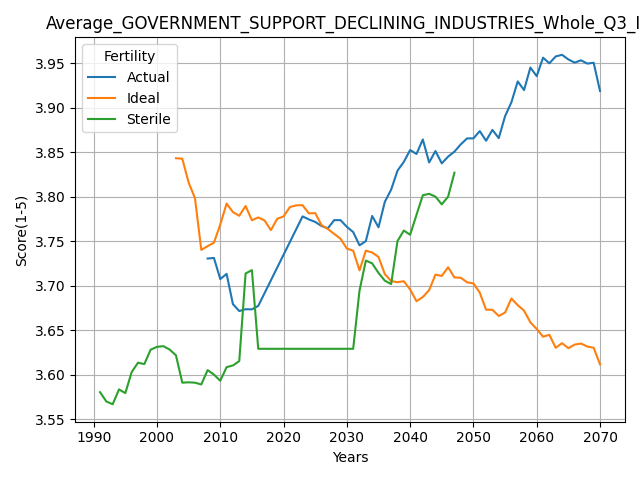 Average_GOVERNMENT_SUPPORT_DECLINING_INDUSTRIES_Whole_Q3_I
Fertility
Actual
Ideal
Sterile
Score(1-5)
3.95
3.90
3.85
3.80
3.75
3.70
3.65
3.60
3.55
1990 2000 2010 2020 2030 2040 2050 2060 2070
Years